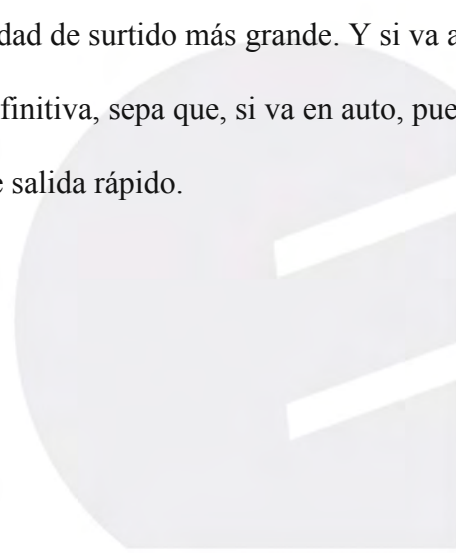 dad de surtido más grande. Y si va a
finitiva, sepa que, si va en auto, pue
e salida rápido.